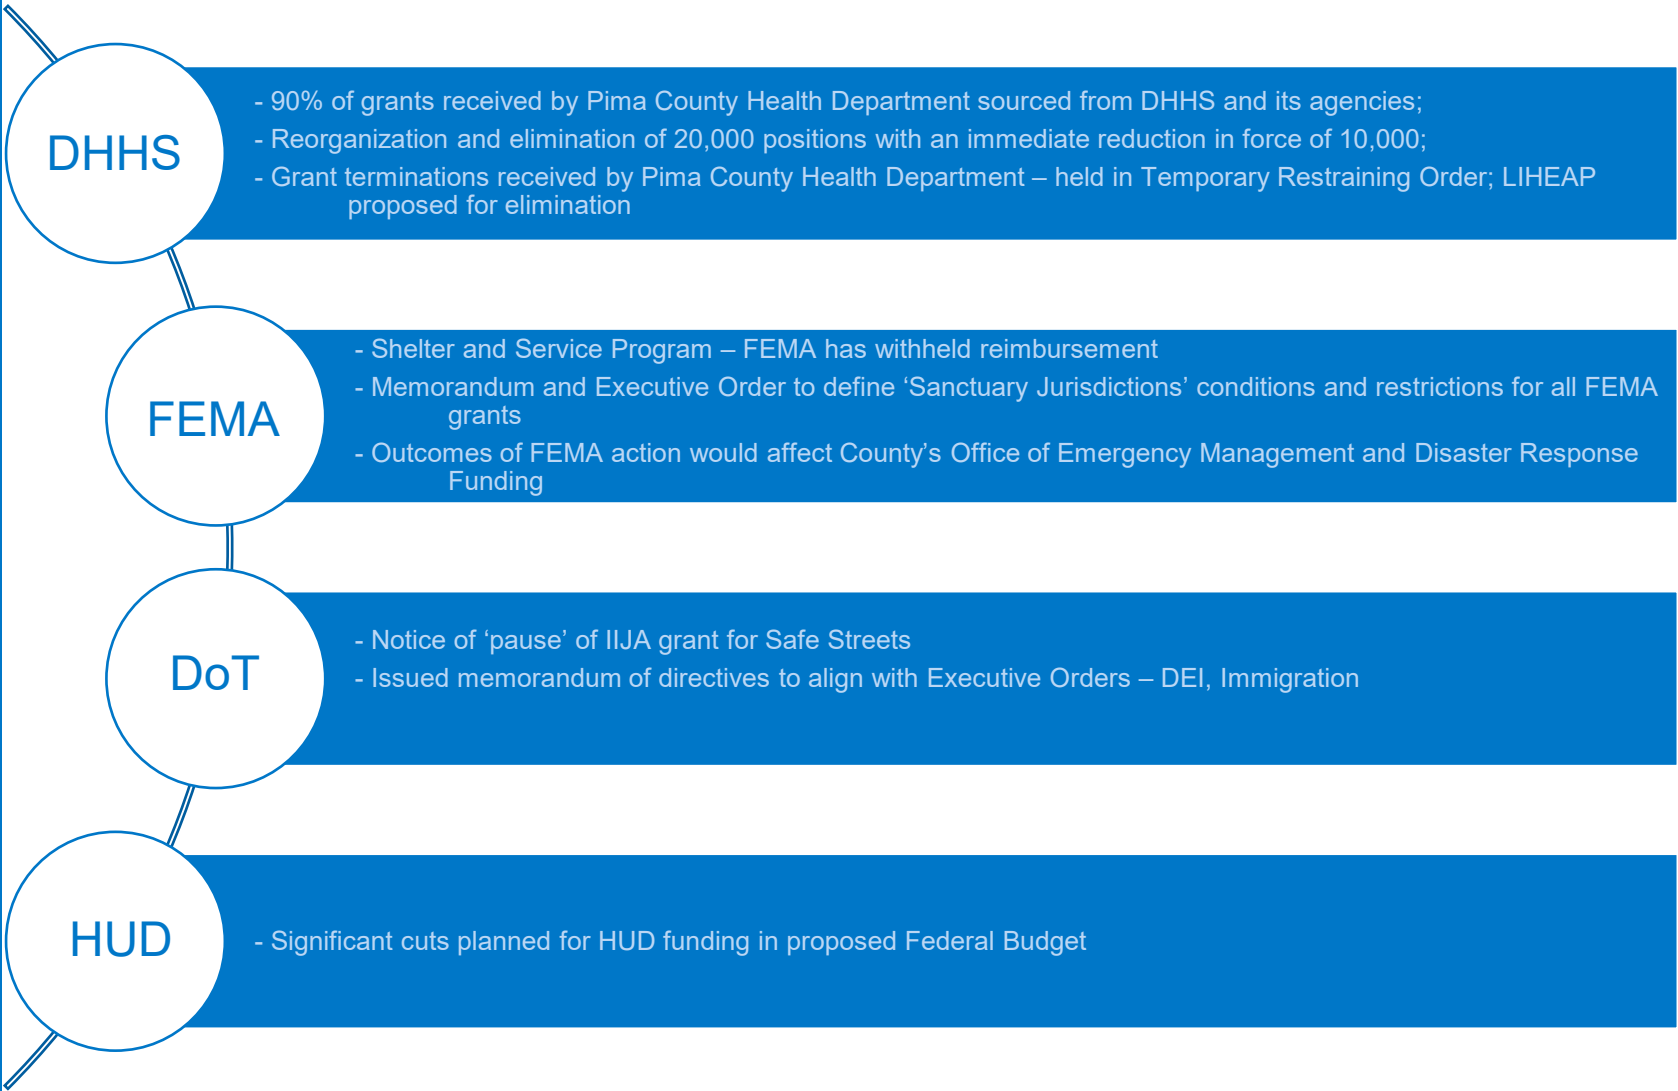 DHHS
- 90% of grants received by Pima County Health Department sourced from DHHS and its agencies;
- Reorganization and elimination of 20,000 positions with an immediate reduction in force of 10,000;
- Grant terminations received by Pima County Health Department – held in Temporary Restraining Order; LIHEAP
proposed for elimination
FEMA
- Shelter and Service Program – FEMA has withheld reimbursement
- Memorandum and Executive Order to define ‘Sanctuary Jurisdictions’ conditions and restrictions for all FEMA
grants
- Outcomes of FEMA action would affect County’s Office of Emergency Management and Disaster Response
Funding
DoT
- Notice of ‘pause’ of IIJA grant for Safe Streets
- Issued memorandum of directives to align with Executive Orders – DEI, Immigration
HUD
- Significant cuts planned for HUD funding in proposed Federal Budget